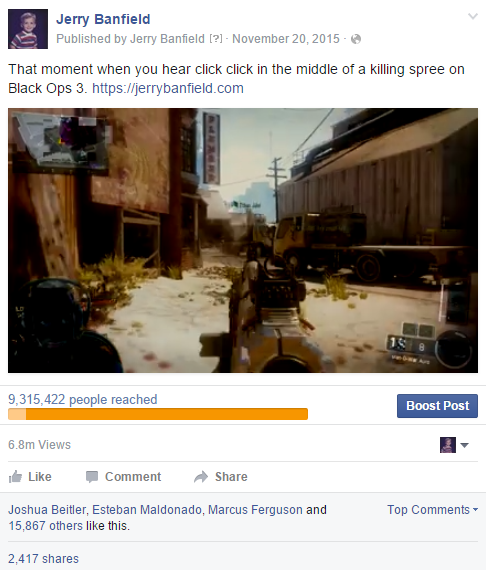 Jerry Banfield
Published by Jerry Banfield [?] · November 20, 2015 ·
That moment when you hear click click in the middle of a killing spree on
Black Ops 3. https://jerrybanfield.com
9,315,422 people reached
Boost Post
6.8m Views
Like Comment Share
Joshua Beitler, Esteban Maldonado, Marcus Ferguson and
15,867 others like this.
Top Comments
2,417 shares